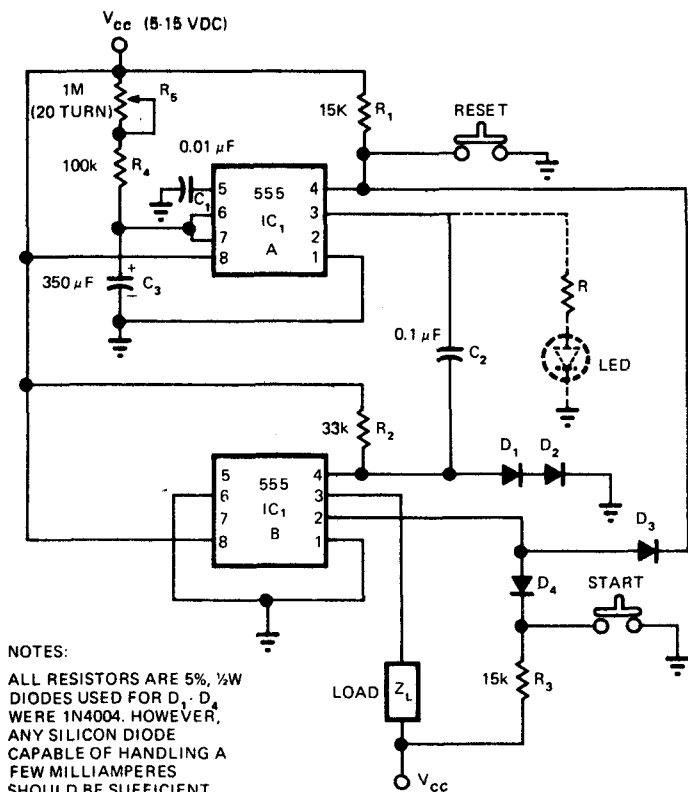 Vcc (5-15 VDC)
1M
(20 TURN)
R5
15K
R1
RESET
0.01 µF
100k
R4
C1
5
6
7
8
555
IC1
A
4
3
2
1
350 µF
+
–
C3
0.1 µF
C2
R
LED
33k
R2
D1
D2
5
6
7
8
555
IC1
B
4
3
2
1
D3
D4
START
15k
R3
LOAD
ZL
Vcc
NOTES:
ALL RESISTORS ARE 5%, ½W
DIODES USED FOR D1 - D4
WERE 1N4004. HOWEVER,
ANY SILICON DIODE
CAPABLE OF HANDLING A
FEW MILLIAMPERES
SHOULD BE SUFFICIENT